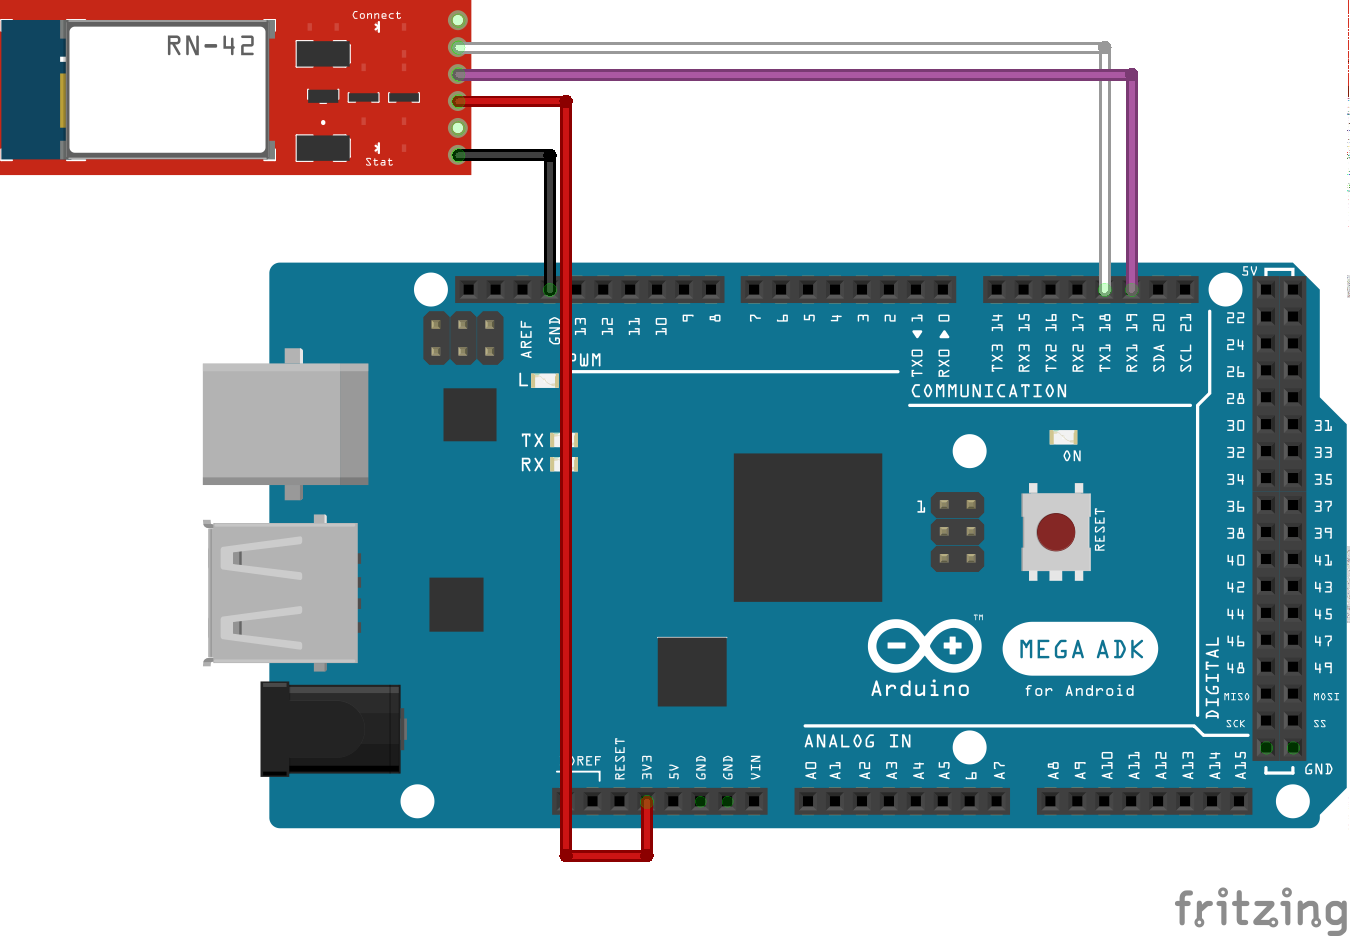 Connect
RN-42
Stat
5V
AREF
GND
13
12
11
10
9
8
7
6
5
4
3
2
TX0 1
RX0 0
TX3 14
RX3 15
TX2 16
RX2 17
TX1 18
RX1 19
SDA 20
SCL 21
PWM
COMMUNICATION
L
TX
RX
ON
RESET
1
22
24
26
28
30 31
32 33
34 35
36 37
38 39
40 41
42 43
44 45
46 47
48 49
MISO MOSI
SCK SS
GND
DIGITAL
TM
Arduino
MEGA ADK
for Android
ANALOG IN
OREF
RESET
3V3
5V
GND
GND
VIN
A0
A1
A2
A3
A4
A5
6
A7
A8
A9
A10
A11
A12
A13
A14
A15
fritzing